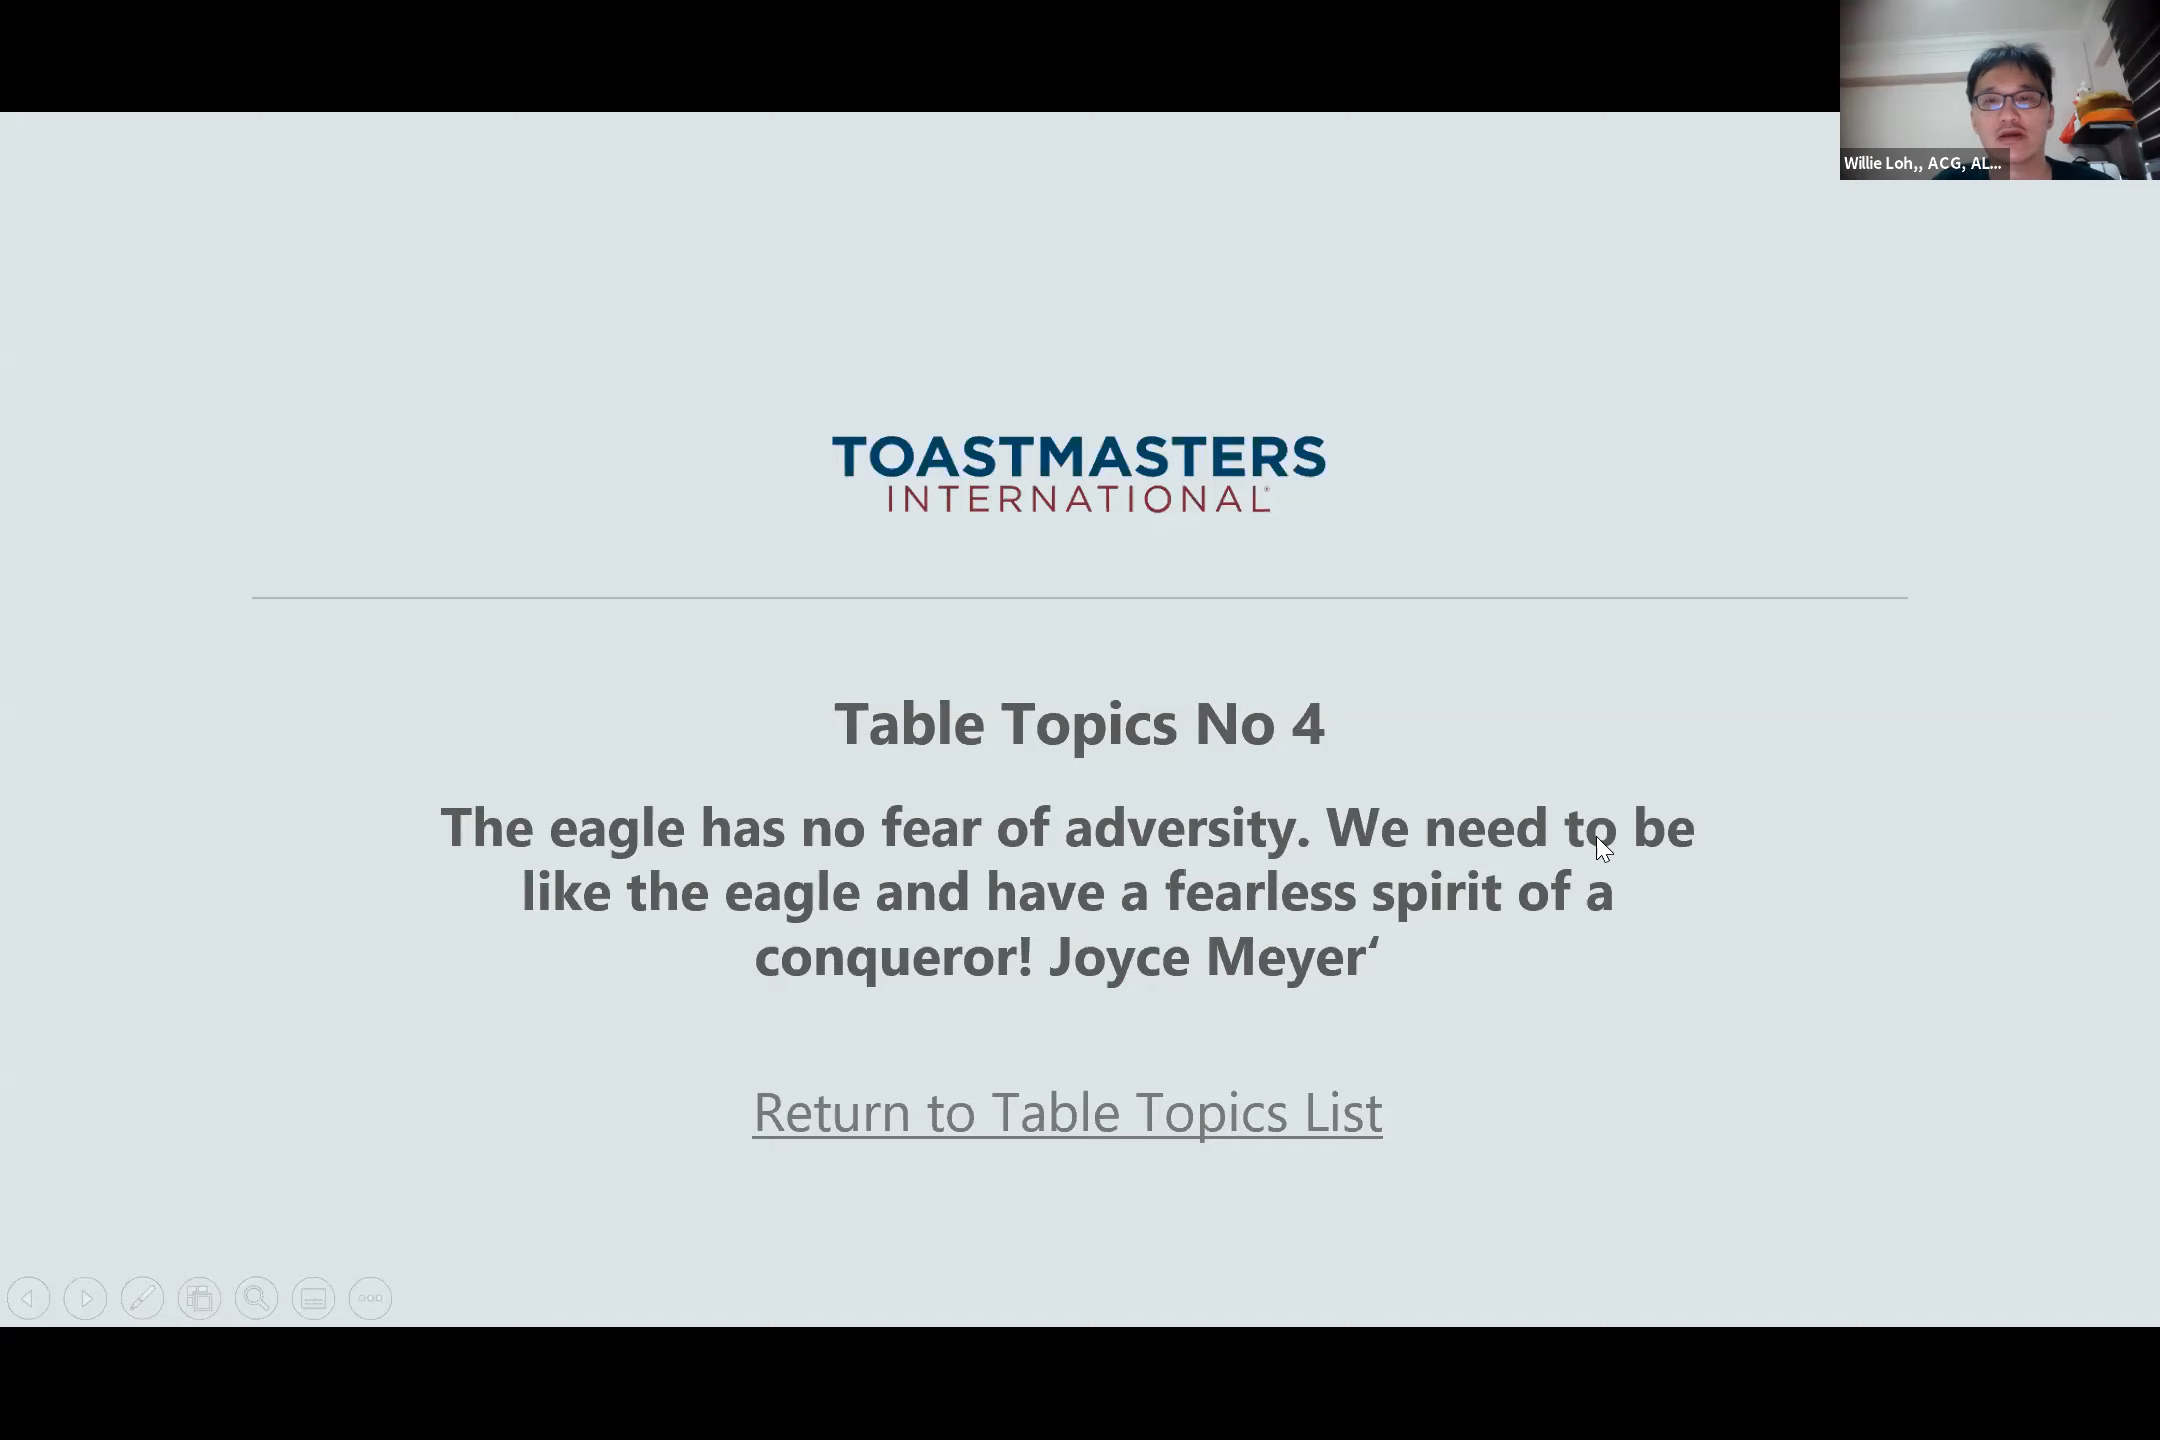 Willie Loh,, ACG, AL...
TOASTMASTERS
INTERNATIONAL®
Table Topics No 4
The eagle has no fear of adversity. We need to be
like the eagle and have a fearless spirit of a
conqueror! Joyce Meyer‘
Return to Table Topics List